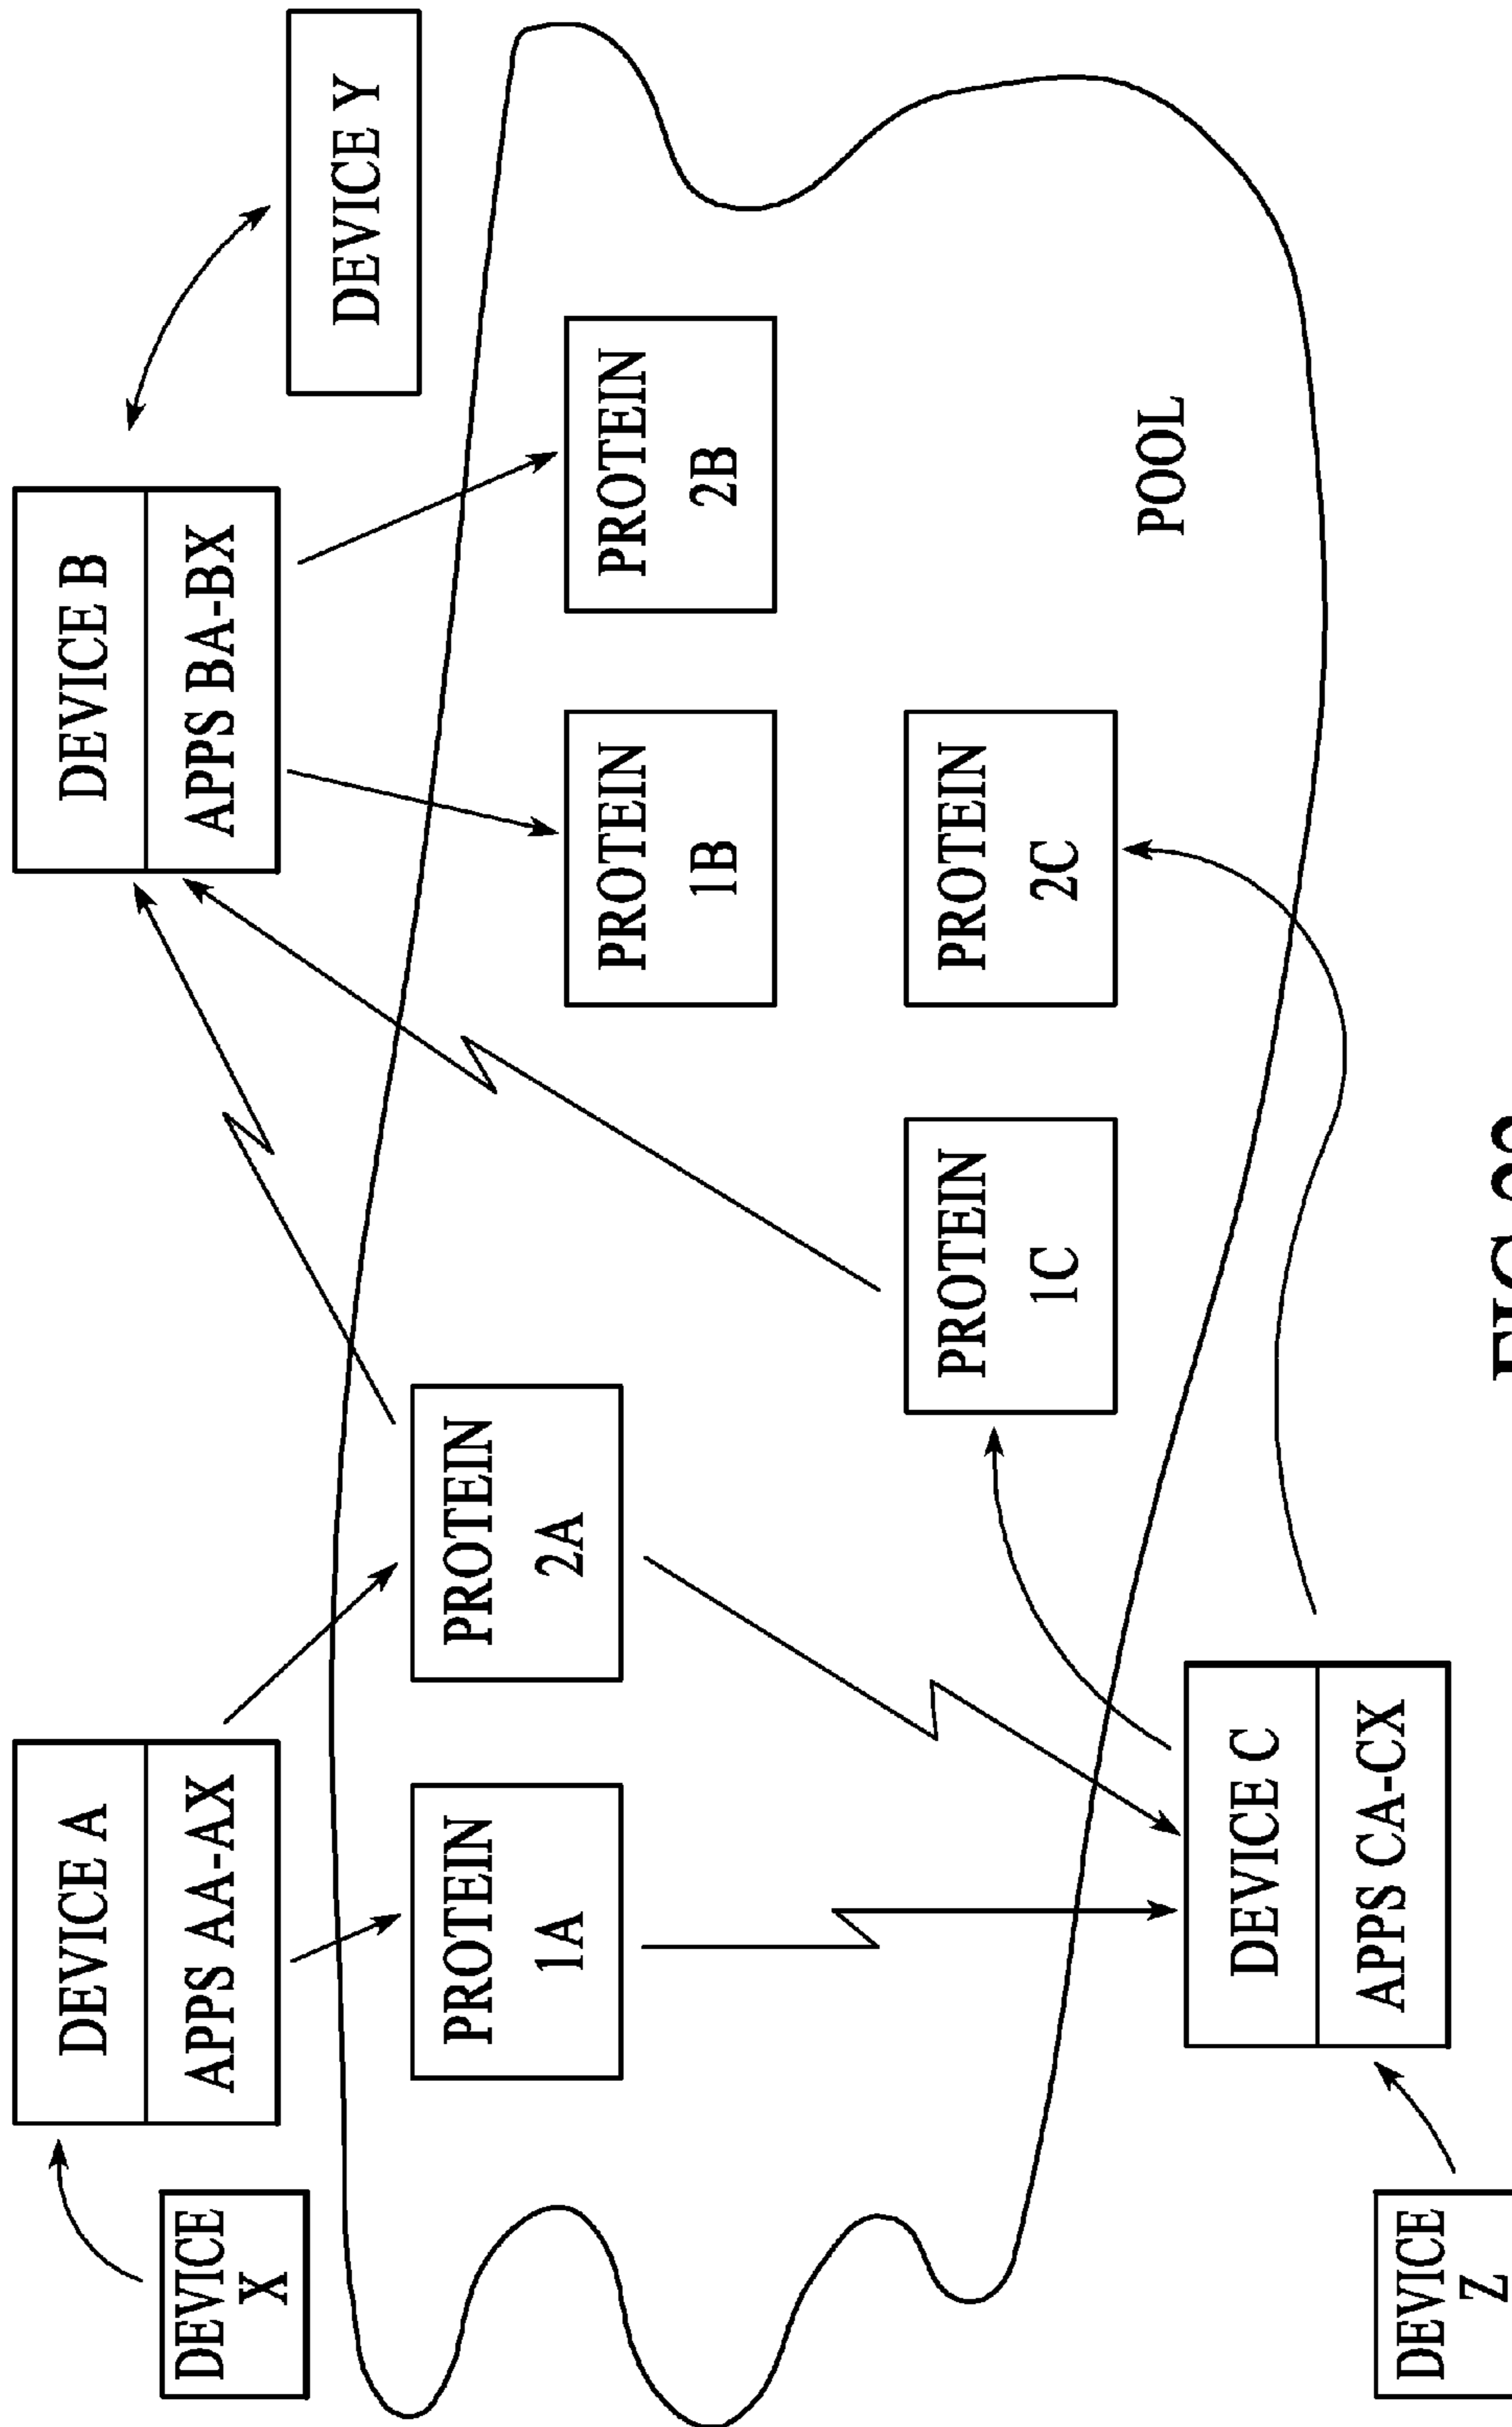 DEVICE
X
DEVICE A
APPS AA-AX
DEVICE B
APPS BA-BX
DEVICE Y
PROTEIN
1A
PROTEIN
2A
PROTEIN
1B
PROTEIN
2B
PROTEIN
1C
PROTEIN
2C
POOL
DEVICE C
APPS CA-CX
DEVICE
Z